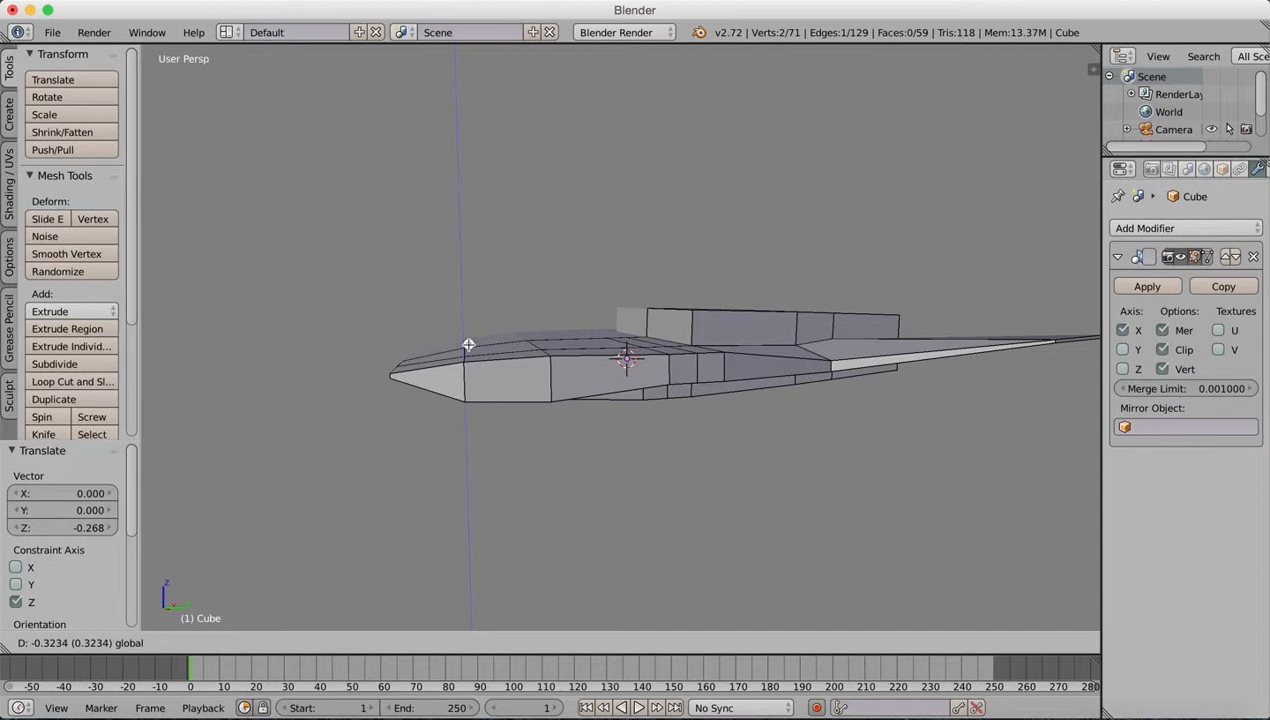 Blender
File Render Window Help Default Scene Blender Render v2.72 | Verts:2/71 | Edges:1/129 | Faces:0/59 | Tris:118 | Mem:13.37M | Cube
Tools
Create
Shading / UVs
Options
Grease Pencil
Sculpt
Transform
Translate
Rotate
Scale
Shrink/Fatten
Push/Pull
Mesh Tools
Deform:
Slide E Vertex
Noise
Smooth Vertex
Randomize
Add:
Extrude
Extrude Region
Extrude Individ...
Subdivide
Loop Cut and Sl...
Duplicate
Spin Screw
Knife Select
Translate
Vector
X: 0.000
Y: 0.000
Z: -0.268
Constraint Axis
X
Y
Z
Orientation
User Persp
z
(1) Cube
D: -0.3234 (0.3234) global
View Search All Sce
Scene
RenderLay
World
Camera
Cube
Add Modifier
Apply Copy
Axis: Options: Textures
X Mer U
Y Clip V
Z Vert
Merge Limit: 0.001000
Mirror Object:
-50 -40 -30 -20 -10 0 10 20 30 40 50 60 70 80 90 100 110 120 130 140 150 160 170 180 190 200 210 220 230 240 250 260 270 280
View Marker Frame Playback Start: 1 End: 250 1 No Sync